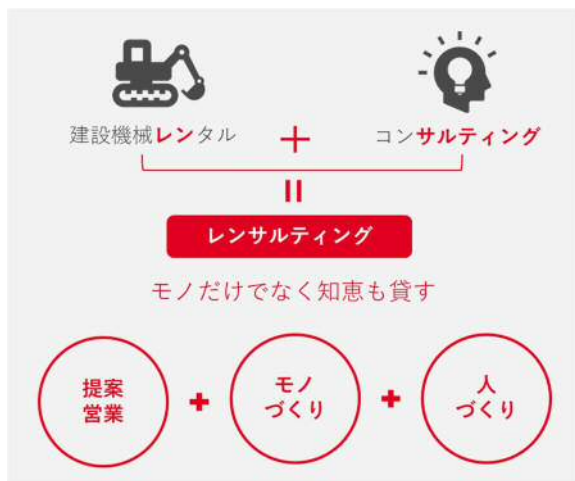 建設機械レンタル
+
コンサルティング
=
レンサルティング
モノだけでなく知恵も貸す
提案
営業
+
モノ
づくり
+
人
づくり